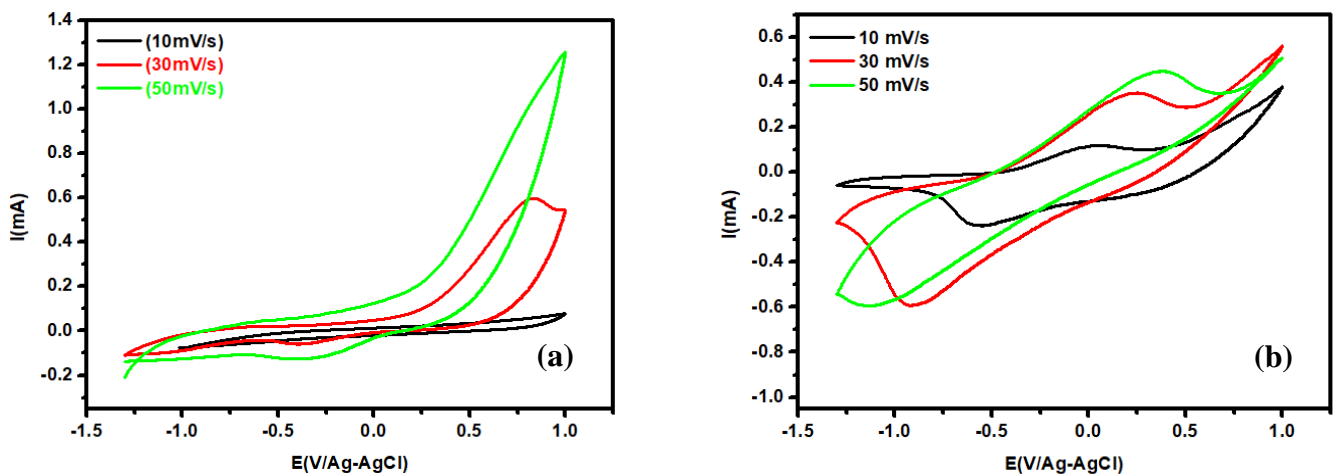 1.4
1.2
1.0
0.8
0.6
0.4
0.2
0.0
-0.2
I(mA)
(10mV/s)
(30mV/s)
(50mV/s)
(a)
-1.5 -1.0 -0.5 0.0 0.5 1.0
E(V/Ag-AgCl)
0.6
0.4
0.2
0.0
-0.2
-0.4
-0.6
-0.8
-1.0
I(mA)
10 mV/s
30 mV/s
50 mV/s
(b)
-1.5 -1.0 -0.5 0.0 0.5 1.0
E(V/Ag-AgCl)